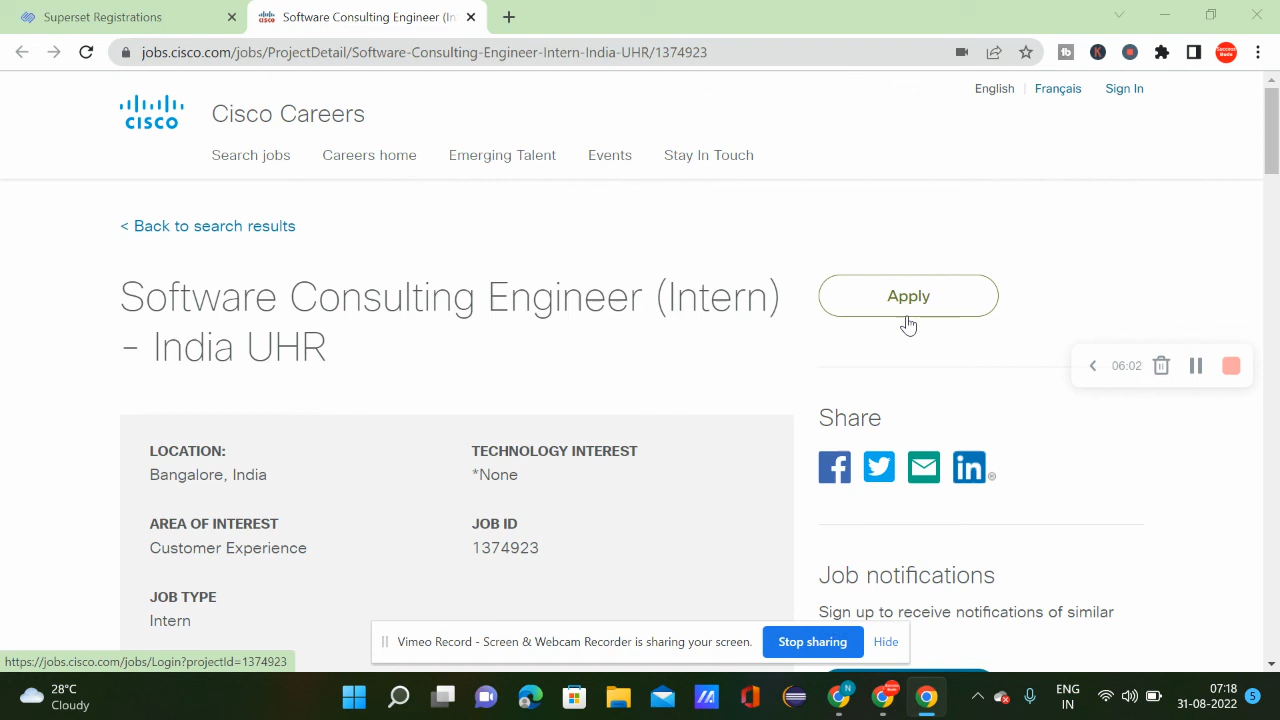 Superset Registrations
Software Consulting Engineer (In
jobs.cisco.com/jobs/ProjectDetail/Software-Consulting-Engineer-Intern-India-UHR/1374923
English
Français
Sign In
CISCO
Cisco Careers
Search jobs
Careers home
Emerging Talent
Events
Stay In Touch
< Back to search results
Software Consulting Engineer (Intern)
- India UHR
Apply
06:02
Share
LOCATION:
Bangalore, India
TECHNOLOGY INTEREST
*None
AREA OF INTEREST
Customer Experience
JOB ID
1374923
JOB TYPE
Intern
Job notifications
Sign up to receive notifications of similar
Vimeo Record - Screen & Webcam Recorder is sharing your screen.
Stop sharing
Hide
https://jobs.cisco.com/jobs/Login?projectId=1374923
28°C
Cloudy
ENG
IN
07:18
31-08-2022
5